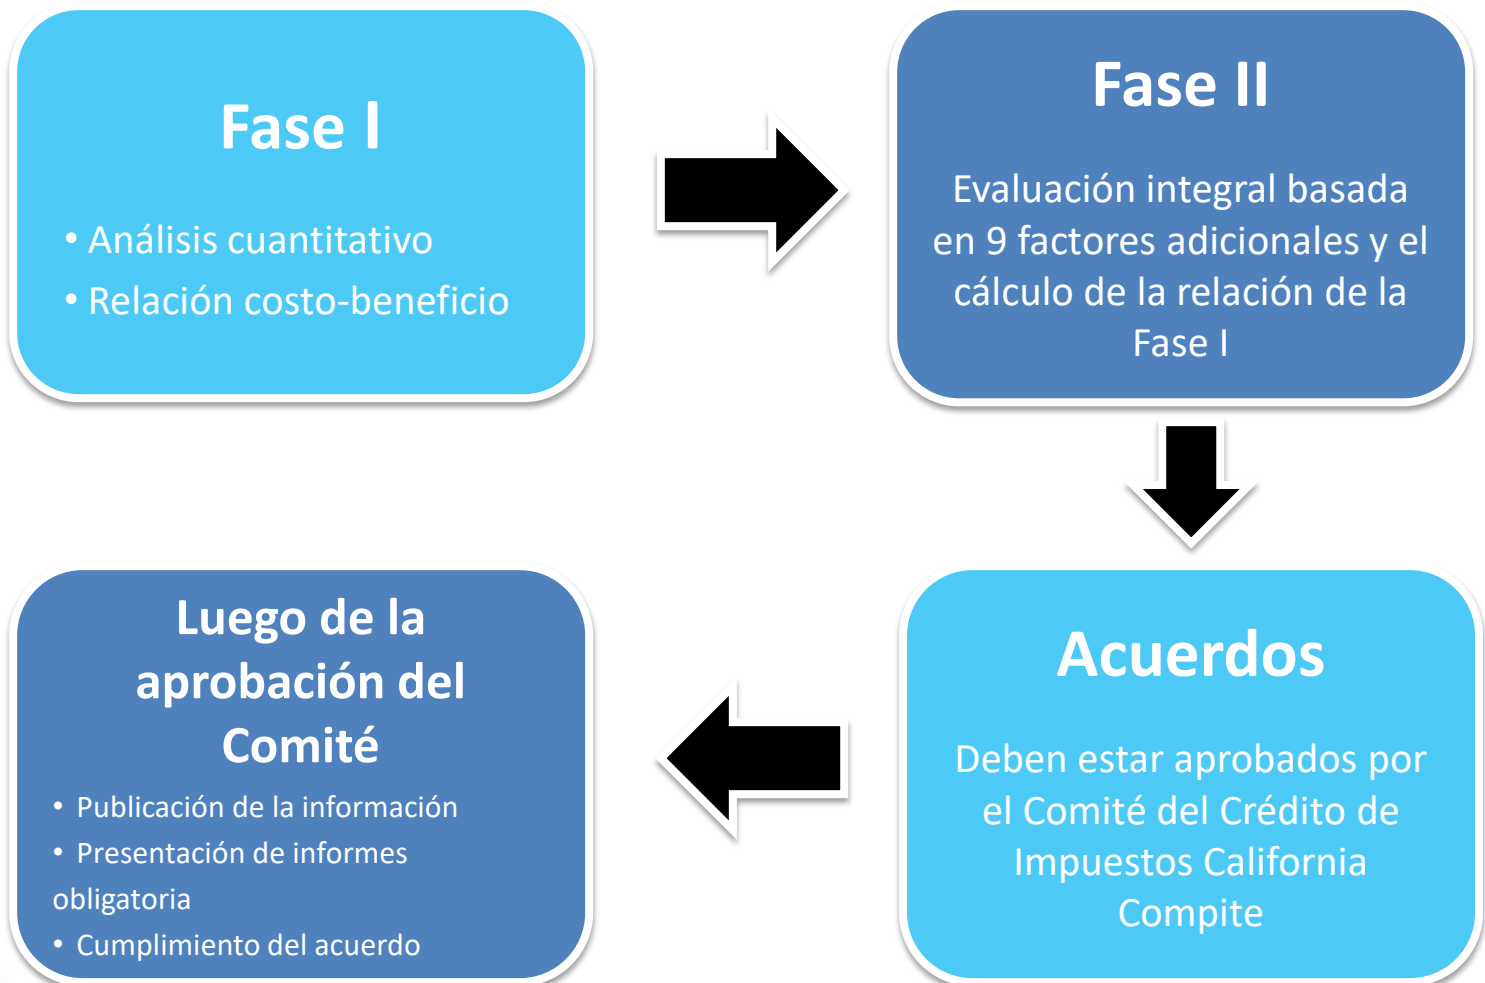 Fase I
• Análisis cuantitativo
• Relación costo-beneficio
Fase II
Evaluación integral basada
en 9 factores adicionales y el
cálculo de la relación de la
Fase I
Acuerdos
Deben estar aprobados por
el Comité del Crédito de
Impuestos California
Compite
Luego de la
aprobación del
Comité
• Publicación de la información
• Presentación de informes
obligatoria
• Cumplimiento del acuerdo